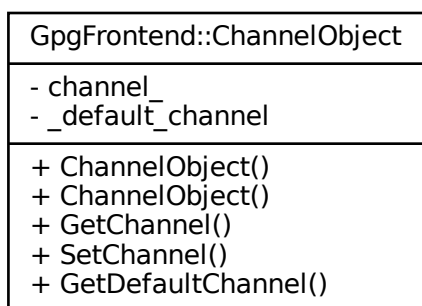 GpgFrontend::ChannelObject
- channel_
- _default_channel
+ ChannelObject()
+ ChannelObject()
+ GetChannel()
+ SetChannel()
+ GetDefaultChannel()